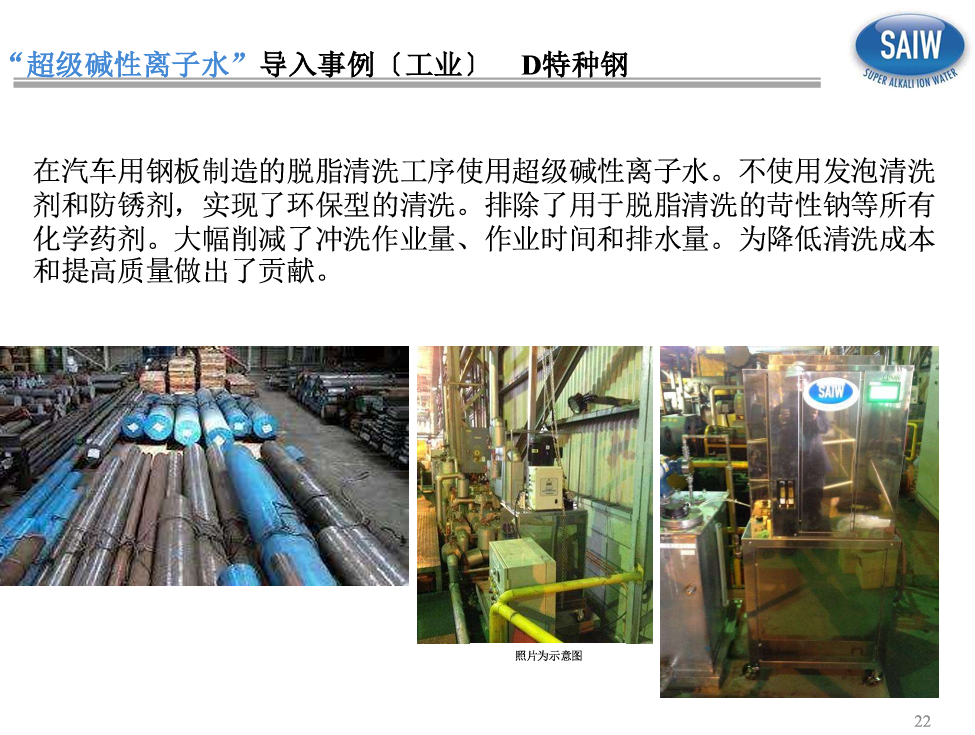 “超级碱性离子水”导入事例〔工业〕 D特种钢
SAIW
SUPER ALKALI ION WATER
在汽车用钢板制造的脱脂清洗工序使用超级碱性离子水。不使用发泡清洗
剂和防锈剂，实现了环保型的清洗。排除了用于脱脂清洗的苛性钠等所有
化学药剂。大幅削减了冲洗作业量、作业时间和排水量。为降低清洗成本
和提高质量做出了贡献。
SAIW
照片为示意图
22